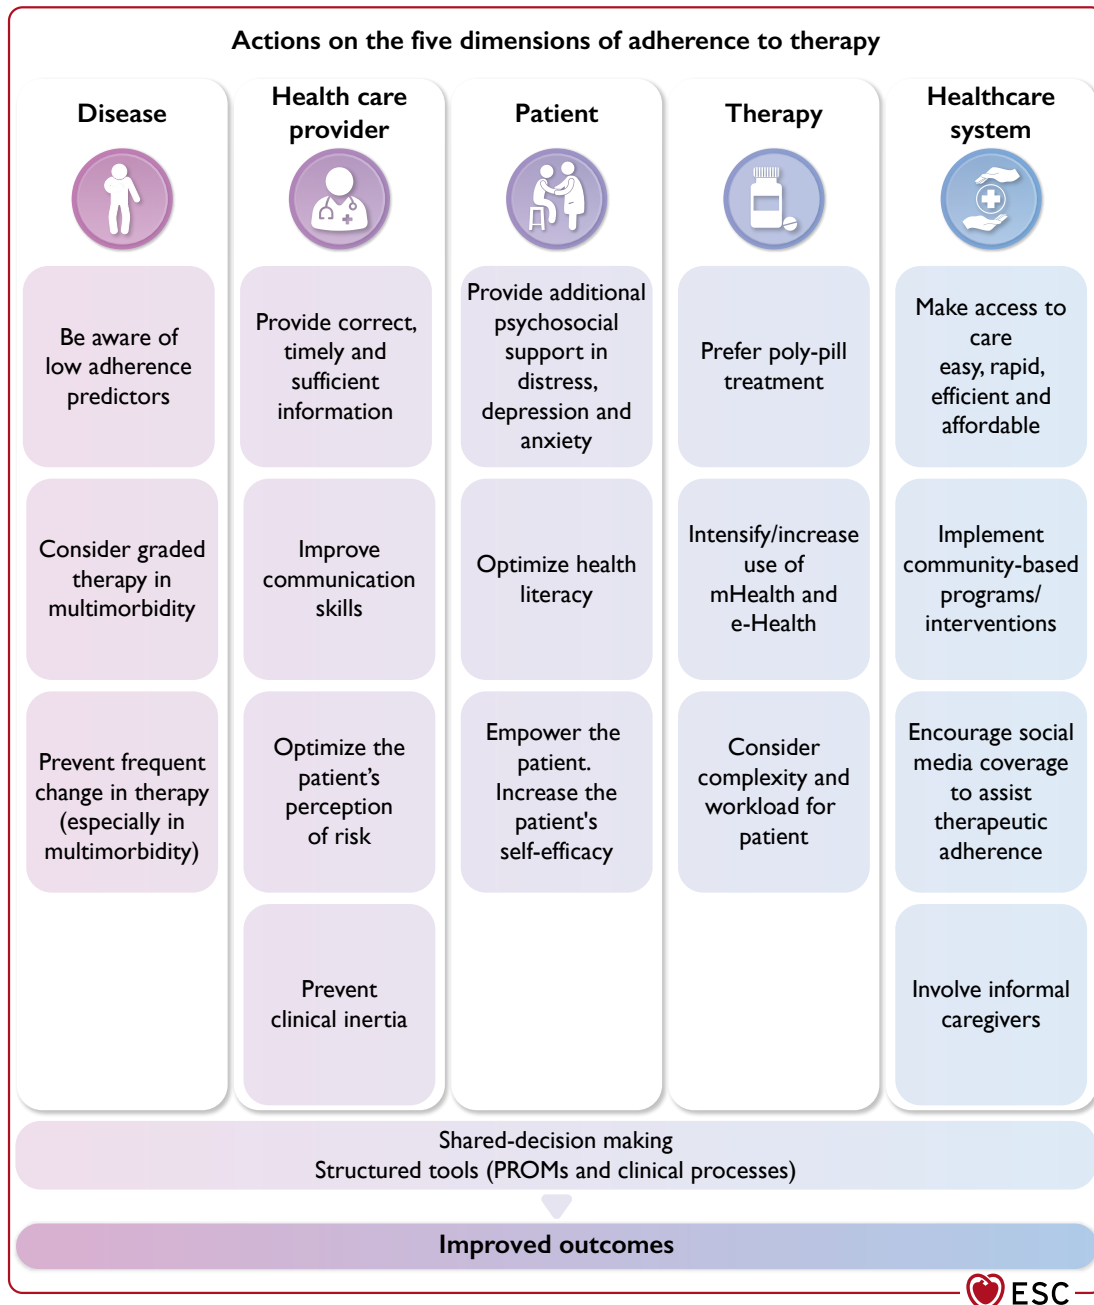 Actions on the five dimensions of adherence to therapy
Disease
Be aware of
low adherence
predictors
Consider graded
therapy in
multimorbidity
Prevent frequent
change in therapy
(especially in
multimorbidity)
Health care
provider
Provide correct,
timely and
sufficient
information
Improve
communication
skills
Optimize the
patient’s
perception
of risk
Prevent
clinical inertia
Patient
Provide additional
psychosocial
support in
distress,
depression and
anxiety
Optimize health
literacy
Empower the
patient.
Increase the
patient's
self-efficacy
Therapy
Prefer poly-pill
treatment
Intensify/increase
use of
mHealth and
e-Health
Consider
complexity and
workload for
patient
Healthcare
system
Make access to
care
easy, rapid,
efficient and
affordable
Implement
community-based
programs/
interventions
Encourage social
media coverage
to assist
therapeutic
adherence
Involve informal
caregivers
Shared-decision making
Structured tools (PROMs and clinical processes)
Improved outcomes
ESC